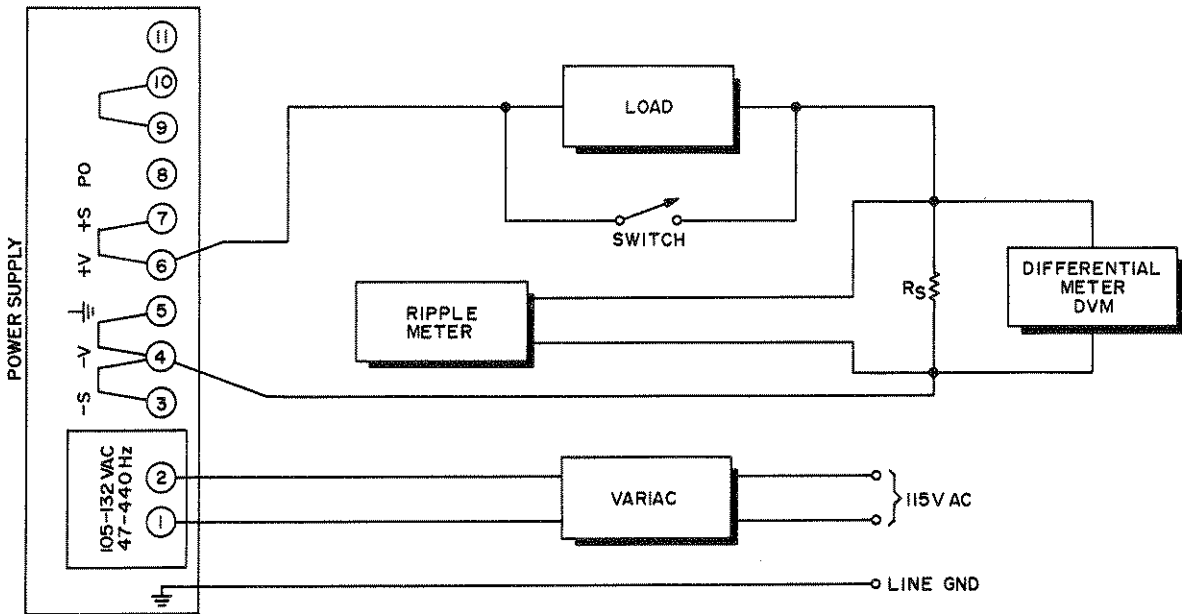 POWER SUPPLY
11
10
9
PO 8
+S 7
+V 6
5
-V 4
-S 3
105-132 VAC
47-440 Hz
2
1
LOAD
SWITCH
RIPPLE
METER
RS
DIFFERENTIAL
METER
DVM
VARIAC
115V AC
LINE GND